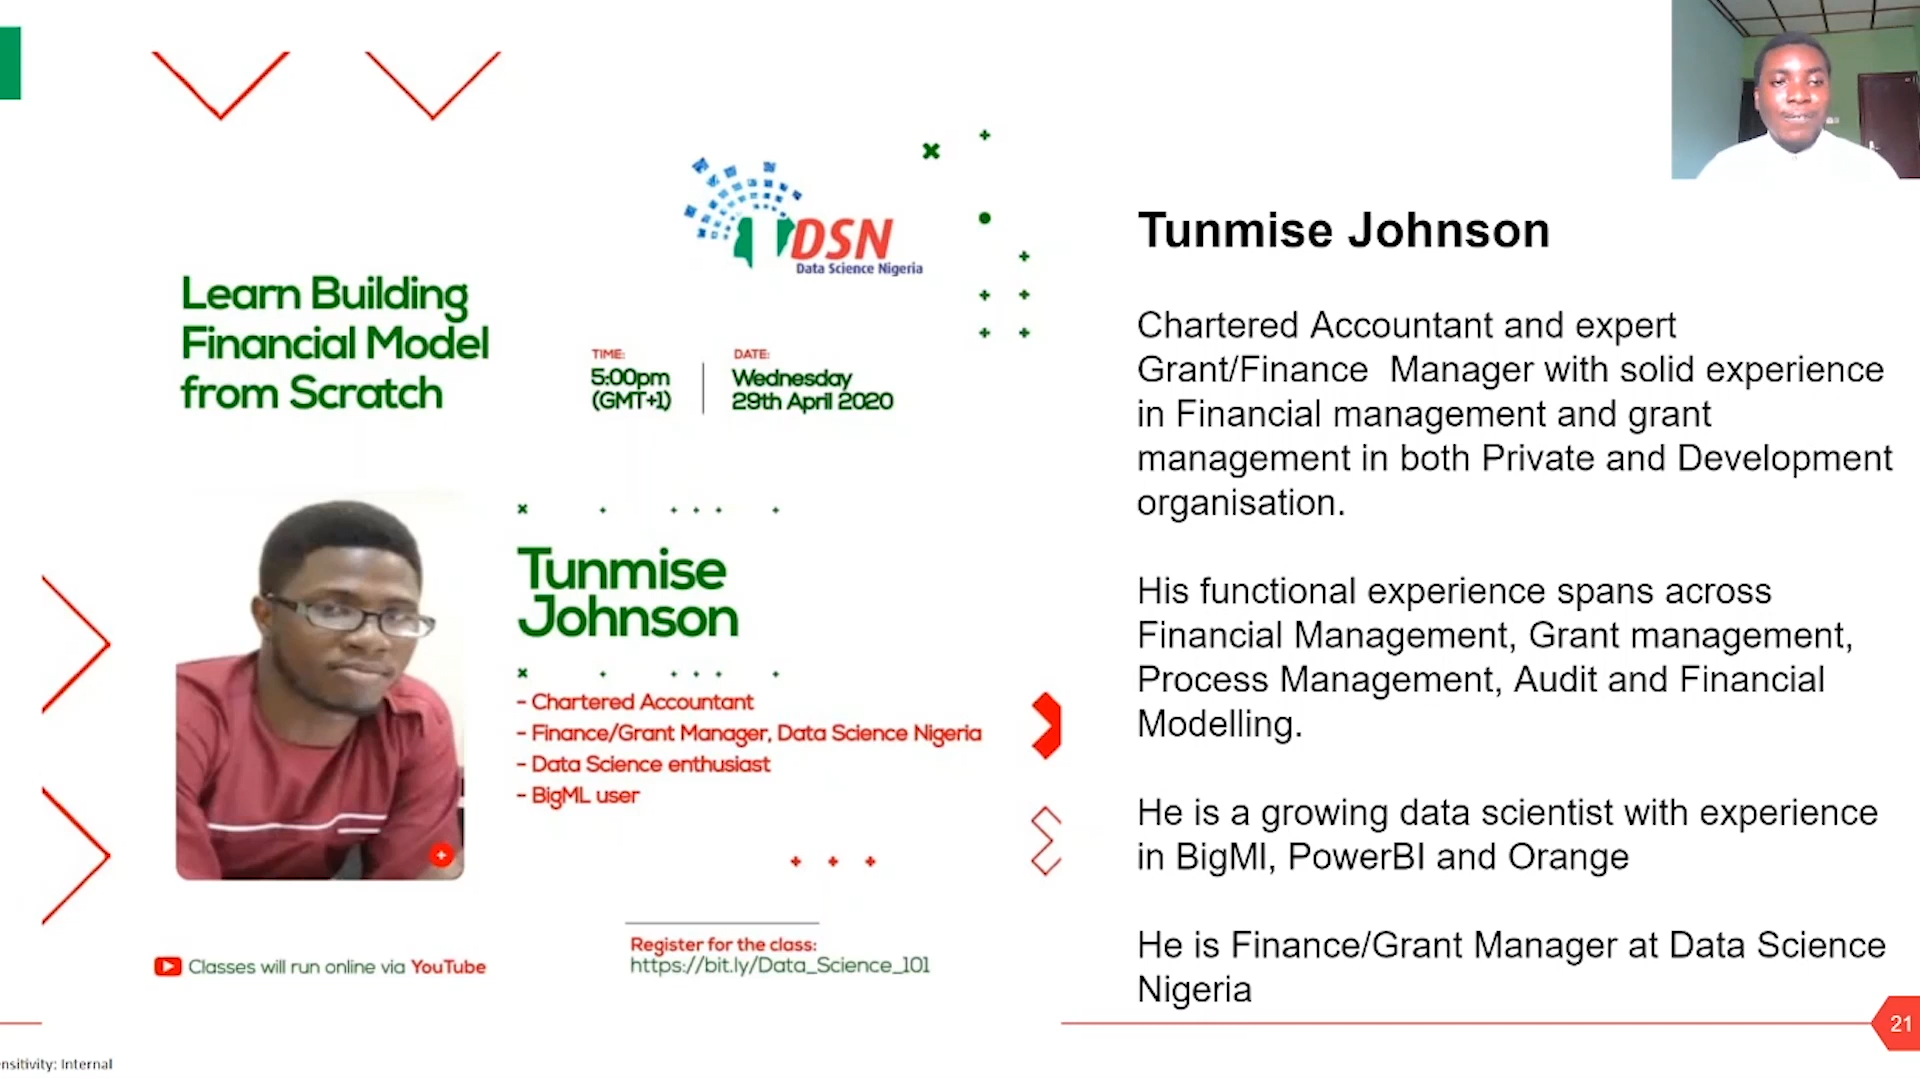 DSN
Data Science Nigeria
Learn Building
Financial Model
from Scratch
TIME:
5:00pm
(GMT+1)
DATE:
Wednesday
29th April 2020
Tunmise
Johnson
- Chartered Accountant
- Finance/Grant Manager, Data Science Nigeria
- Data Science enthusiast
- BigML user
Classes will run online via YouTube
Register for the class:
https://bit.ly/Data_Science_101
Tunmise Johnson
Chartered Accountant and expert
Grant/Finance Manager with solid experience
in Financial management and grant
management in both Private and Development
organisation.
His functional experience spans across
Financial Management, Grant management,
Process Management, Audit and Financial
Modelling.
He is a growing data scientist with experience
in BigMl, PowerBI and Orange
He is Finance/Grant Manager at Data Science
Nigeria
21
nsitivity: Internal